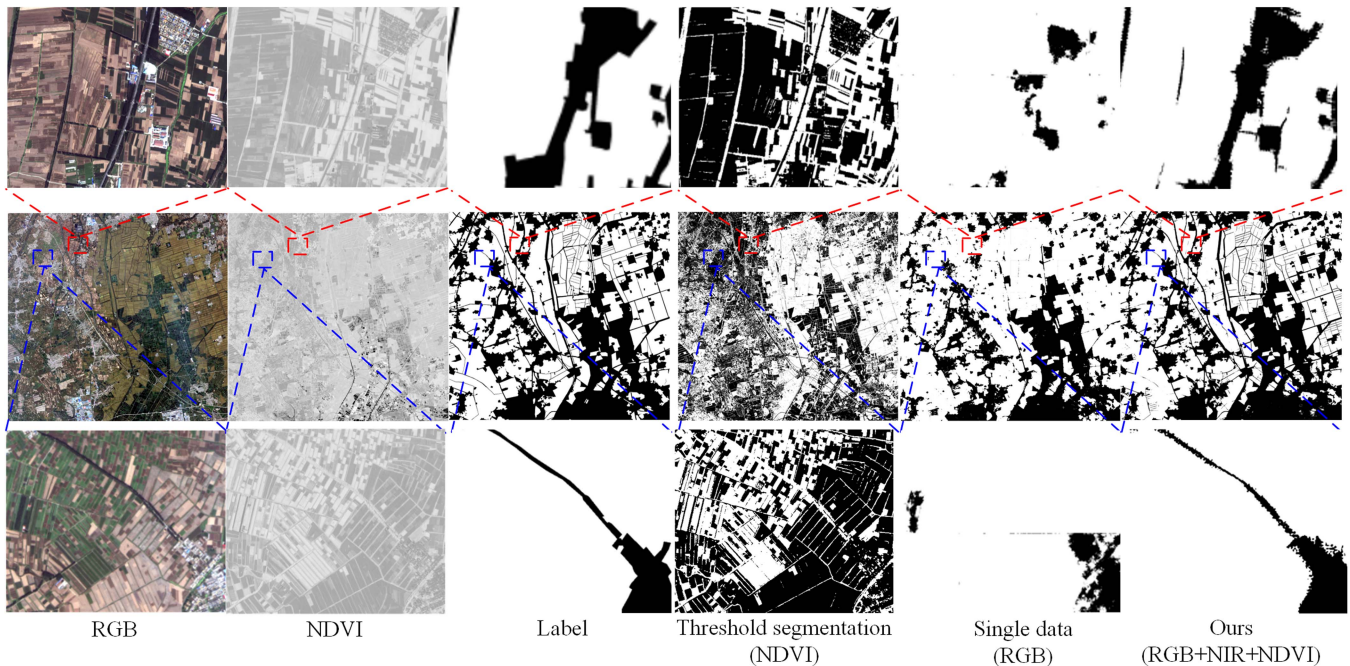 RGB
NDVI
Label
Threshold segmentation
(NDVI)
Single data
(RGB)
Ours
(RGB+NIR+NDVI)